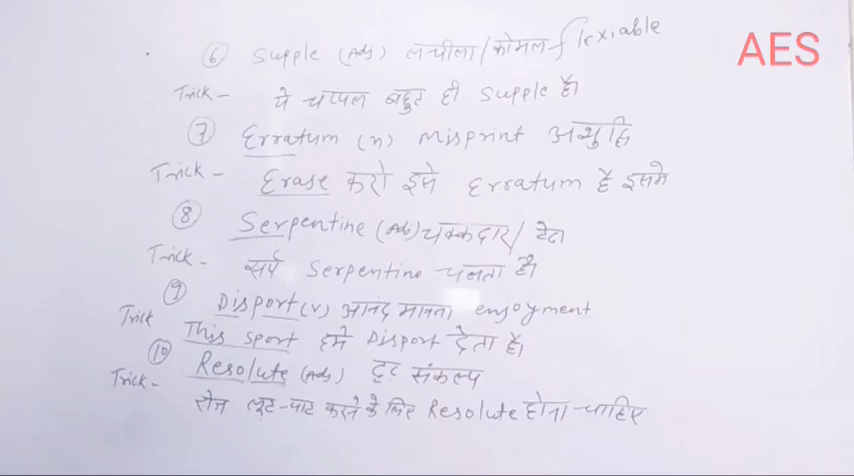 AES
⑥ Supple (Adj) लचीला/कोमल flexiable
Trick- ये चप्पल बहुत ही supple है।
⑦ Erratum (n) Misprint अशुद्धि
Trick- Erase करो इसे Erratum है इसमे
⑧ Serpentine (Adj) चक्कदार/टेढा
Trick- सर्प Serpentine चलता है।
⑨ Disport (v) आनंद मानना enjoyment
Trick This sport हमे Disport देता है।
⑩ Resolute (Adj) दृढ संकल्प
Trick- रोज लूट-पाट करने के लिए Resolute होना चाहिए